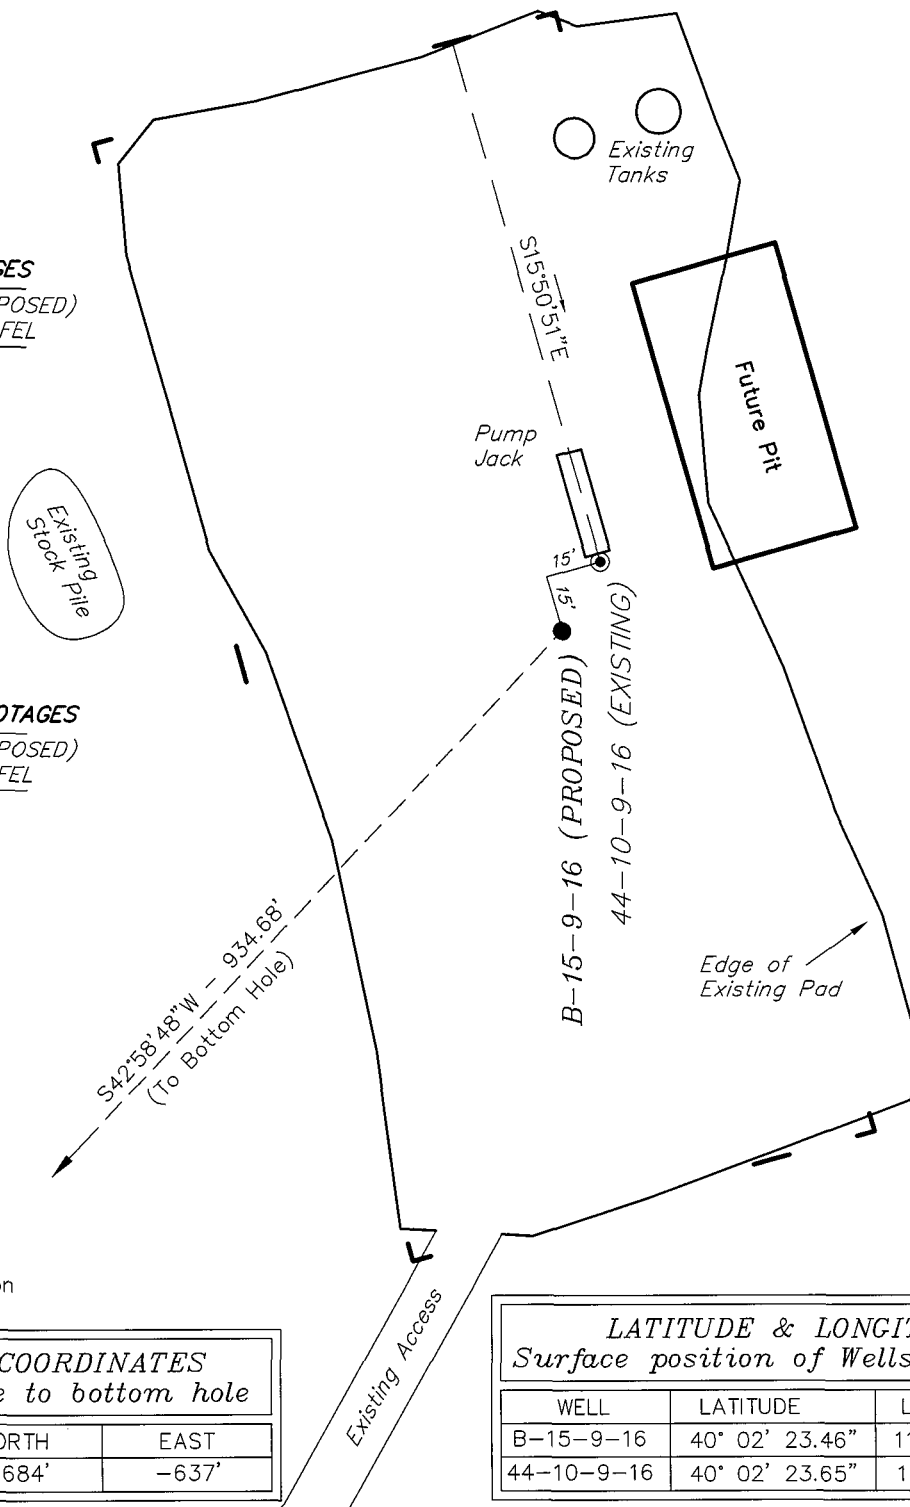 Existing
Tanks
S15°50'51"E
GES
POSED)
FEL
Future Pit
Pump
Jack
Existing
Stock Pile
15'
15'
B-15-9-16 (PROPOSED)
44-10-9-16 (EXISTING)
OTAGES
POSED)
FEL
S42°58'48"W - 934.68'
(To Bottom Hole)
Edge of
Existing Pad
on
Existing Access
COORDINATES
e to bottom hole
ORTH EAST
684' -637'
LATITUDE & LONGIT
Surface position of Wells
WELL LATITUDE L
B-15-9-16 40° 02' 23.46" 11
44-10-9-16 40° 02' 23.65" 1